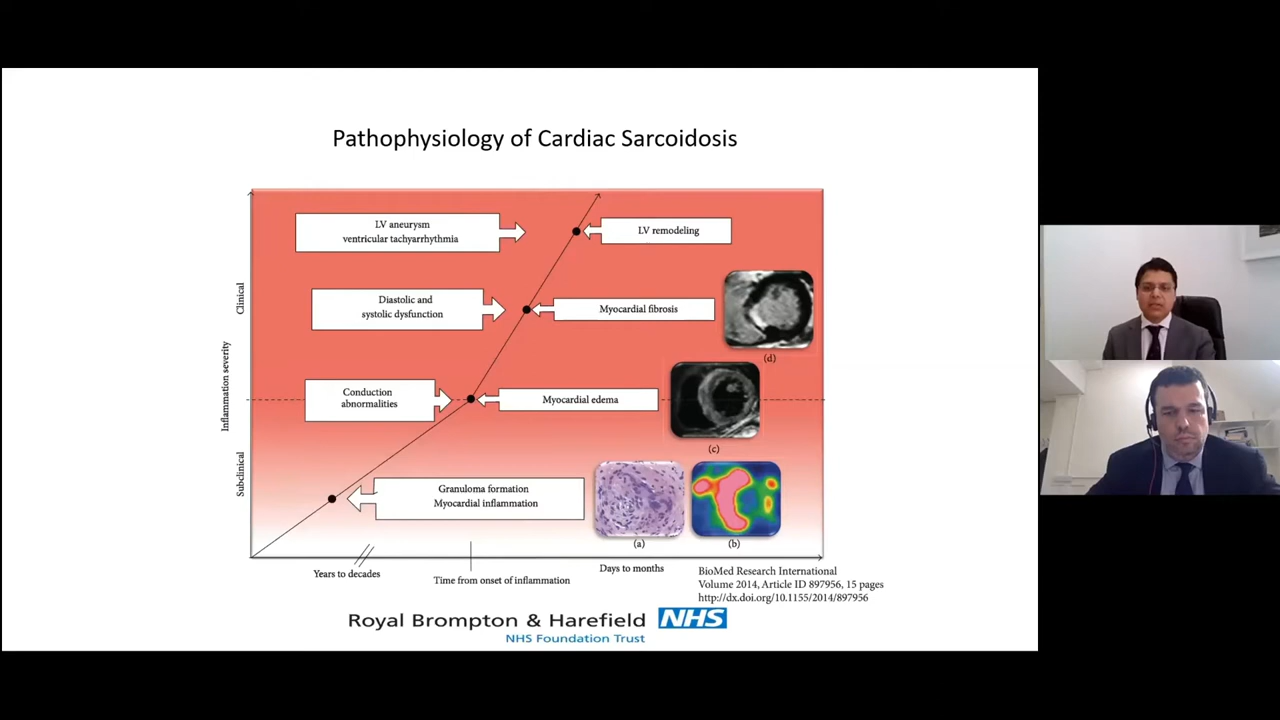 Pathophysiology of Cardiac Sarcoidosis
LV aneurysm
ventricular tachyarrhythmia
LV remodeling
Diastolic and
systolic dysfunction
Myocardial fibrosis
(d)
Clinical
Inflammation severity
Conduction
abnormalities
Myocardial edema
(c)
Subclinical
Granuloma formation
Myocardial inflammation
(a)
(b)
Years to decades
Time from onset of inflammation
Days to months
BioMed Research International
Volume 2014, Article ID 897956, 15 pages
http://dx.doi.org/10.1155/2014/897956
Royal Brompton & Harefield NHS
NHS Foundation Trust